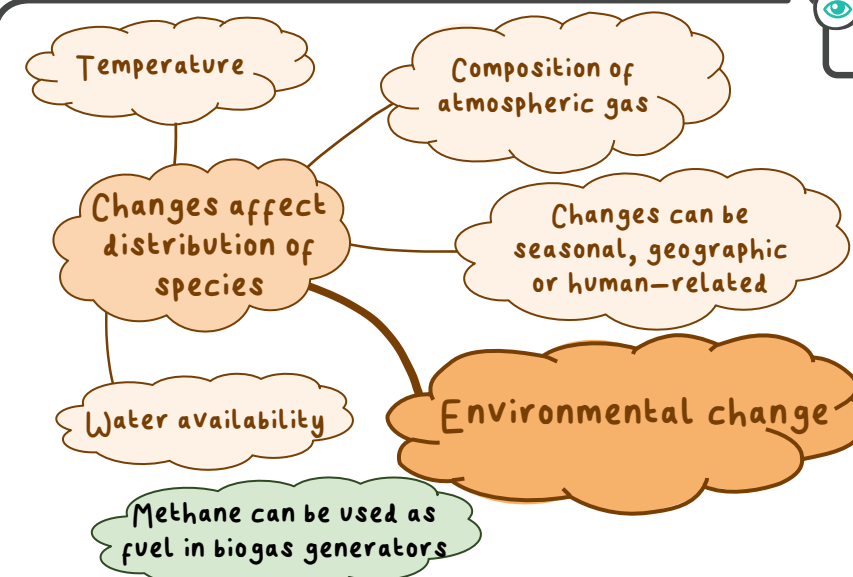 Temperature
Composition of
atmospheric gas
Changes affect
distribution of
species
Changes can be
seasonal, geographic
or human-related
Water availability
Environmental change
Methane can be used as
fuel in biogas generators